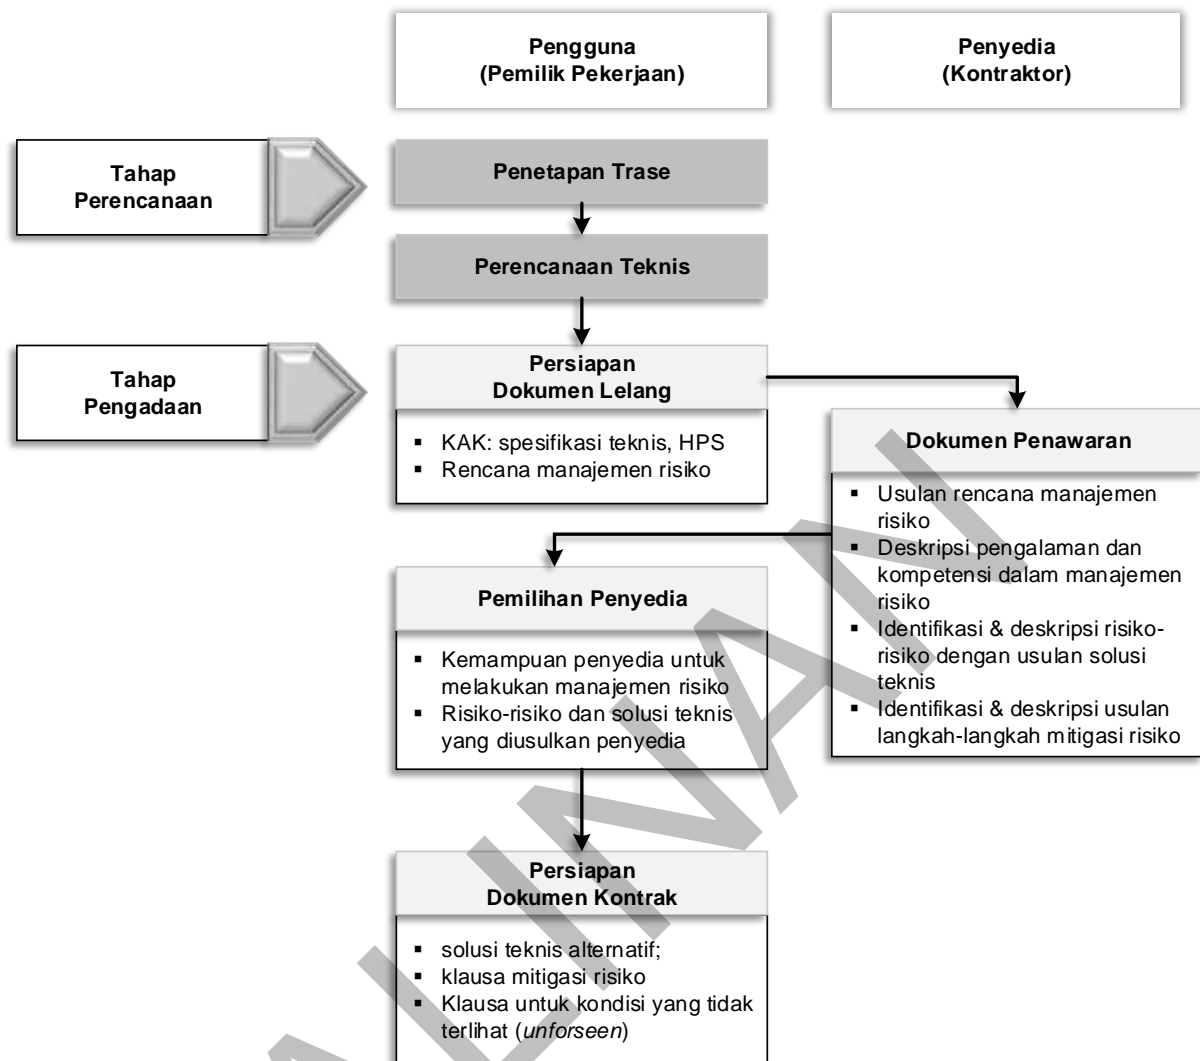 Pengguna
(Pemilik Pekerjaan)
Penyedia
(Kontraktor)
Tahap
Perencanaan
Penetapan Trase
Perencanaan Teknis
Tahap
Pengadaan
Persiapan
Dokumen Lelang
▪ KAK: spesifikasi teknis, HPS
▪ Rencana manajemen risiko
Dokumen Penawaran
▪ Usulan rencana manajemen
risiko
▪ Deskripsi pengalaman dan
kompetensi dalam manajemen
risiko
▪ Identifikasi & deskripsi risiko-
risiko dengan usulan solusi
teknis
▪ Identifikasi & deskripsi usulan
langkah-langkah mitigasi risiko
Pemilihan Penyedia
▪ Kemampuan penyedia untuk
melakukan manajemen risiko
▪ Risiko-risiko dan solusi teknis
yang diusulkan penyedia
Persiapan
Dokumen Kontrak
▪ solusi teknis alternatif;
▪ klausa mitigasi risiko
▪ Klausa untuk kondisi yang tidak
terlihat (unforseen)
ALINAN